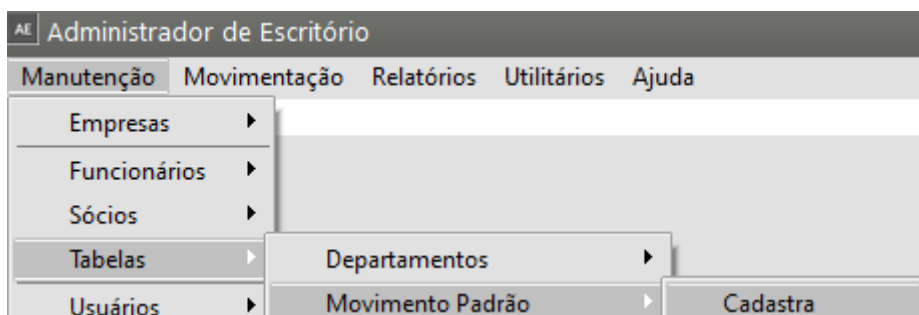 AE Administrador de Escritório
Manutenção Movimentação Relatórios Utilitários Ajuda
Empresas
Funcionários
Sócios
Tabelas
Departamentos
Usuários
Movimento Padrão
Cadastra